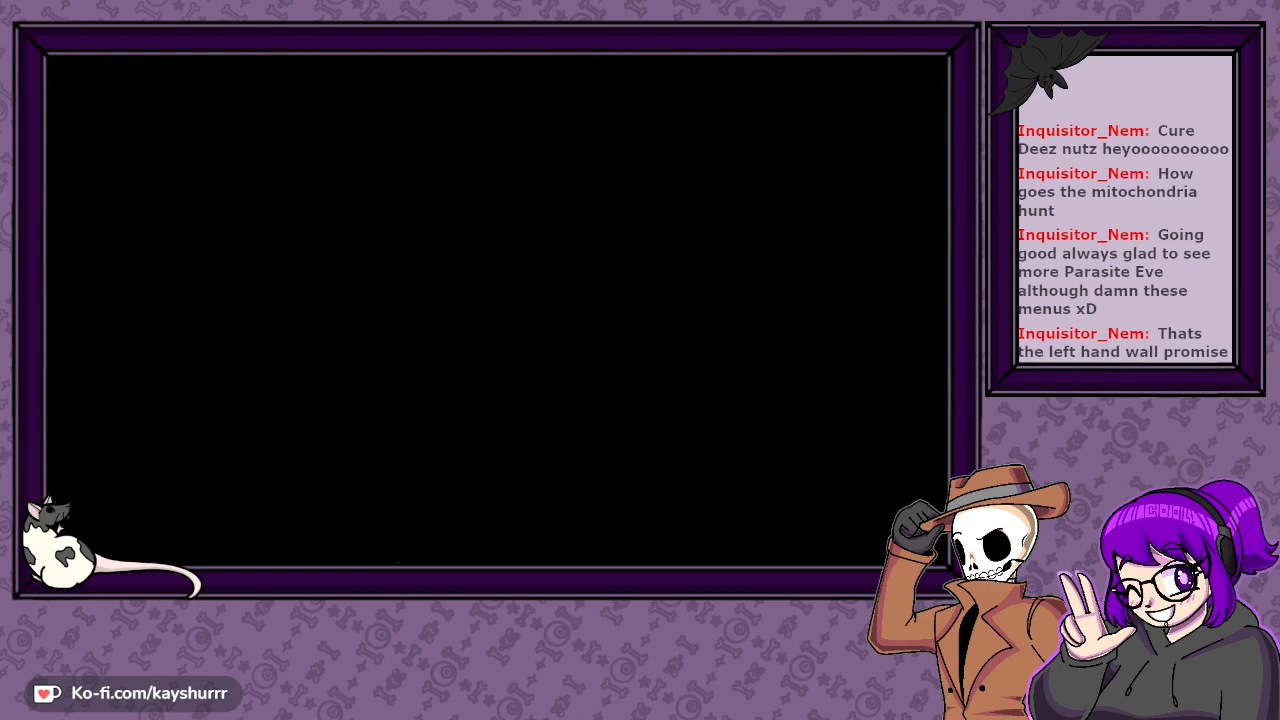 Inquisitor_Nem: Cure
Deez nutz heyoooooooooo
Inquisitor_Nem: How
goes the mitochondria
hunt
Inquisitor_Nem: Going
good always glad to see
more Parasite Eve
although damn these
menus xD
Inquisitor_Nem: Thats
the left hand wall promise
Ko-fi.com/kayshurrr